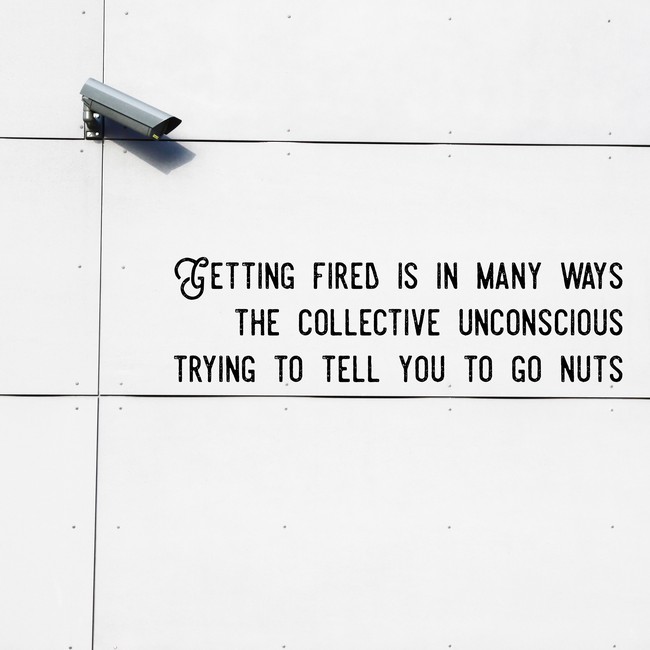 Getting fired is in many ways
the collective unconscious
trying to tell you to go nuts